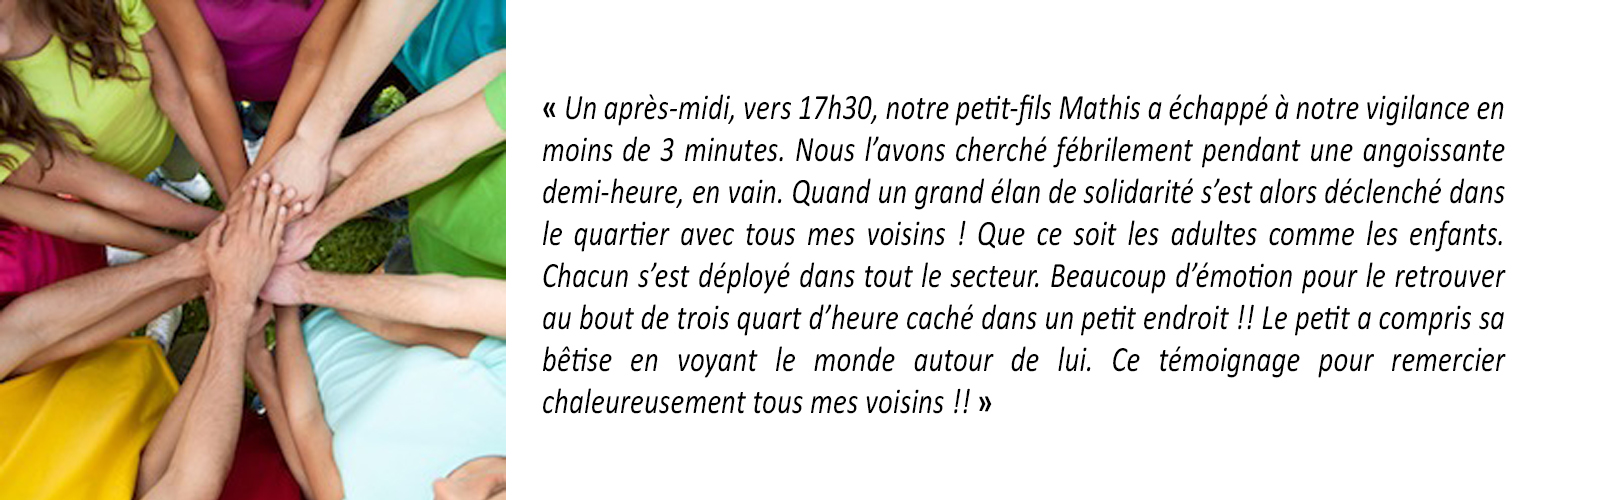 « Un après-midi, vers 17h30, notre petit-fils Mathis a échappé à notre vigilance en
moins de 3 minutes. Nous l’avons cherché fébrilement pendant une angoissante
demi-heure, en vain. Quand un grand élan de solidarité s’est alors déclenché dans
le quartier avec tous mes voisins ! Que ce soit les adultes comme les enfants.
Chacun s’est déployé dans tout le secteur. Beaucoup d’émotion pour le retrouver
au bout de trois quart d’heure caché dans un petit endroit !! Le petit a compris sa
bêtise en voyant le monde autour de lui. Ce témoignage pour remercier
chaleureusement tous mes voisins !! »